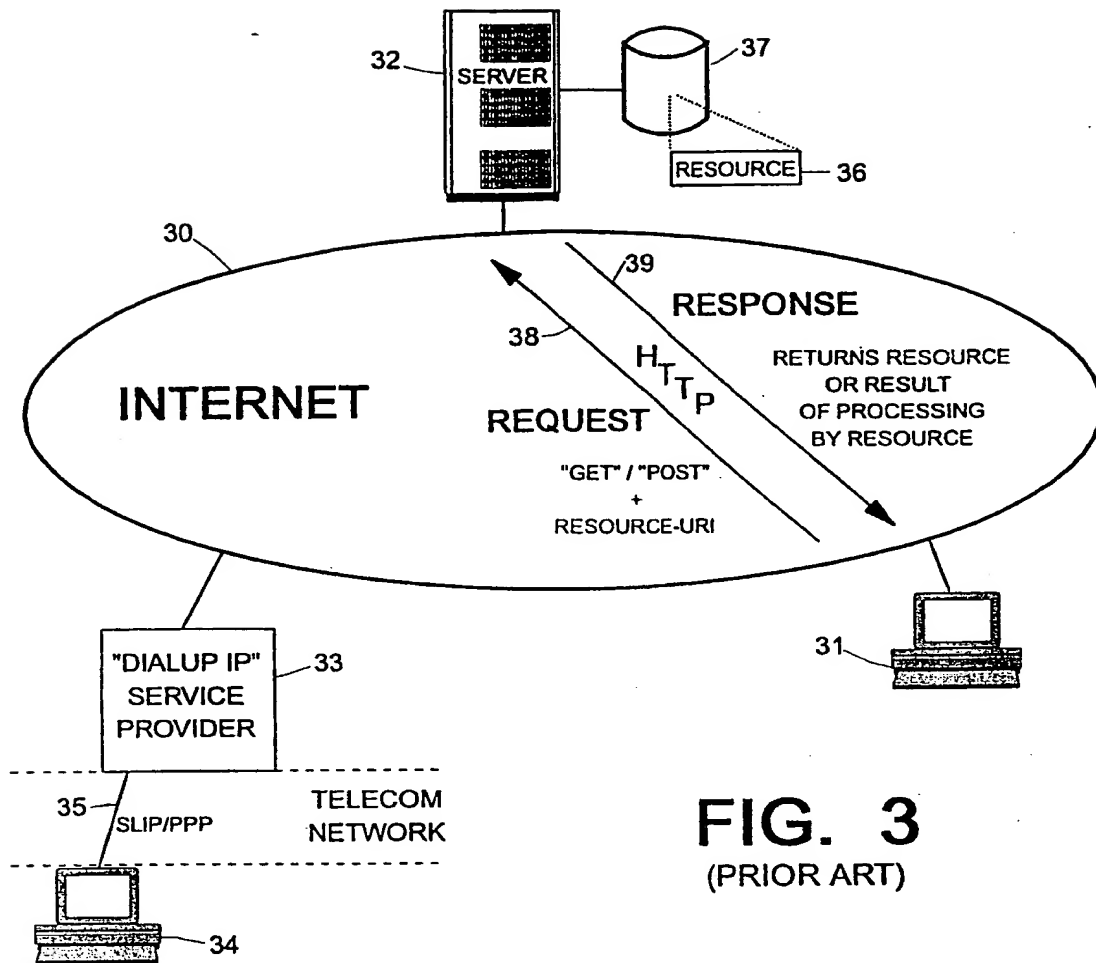 32
SERVER
37
RESOURCE
36
30
39
RESPONSE
38
HTTP
RETURNS RESOURCE
OR RESULT
OF PROCESSING
BY RESOURCE
INTERNET
REQUEST
"GET" / "POST"
+
RESOURCE-URI
"DIALUP IP"
SERVICE
PROVIDER
33
31
35
SLIP/PPP
TELECOM
NETWORK
34
FIG. 3
(PRIOR ART)